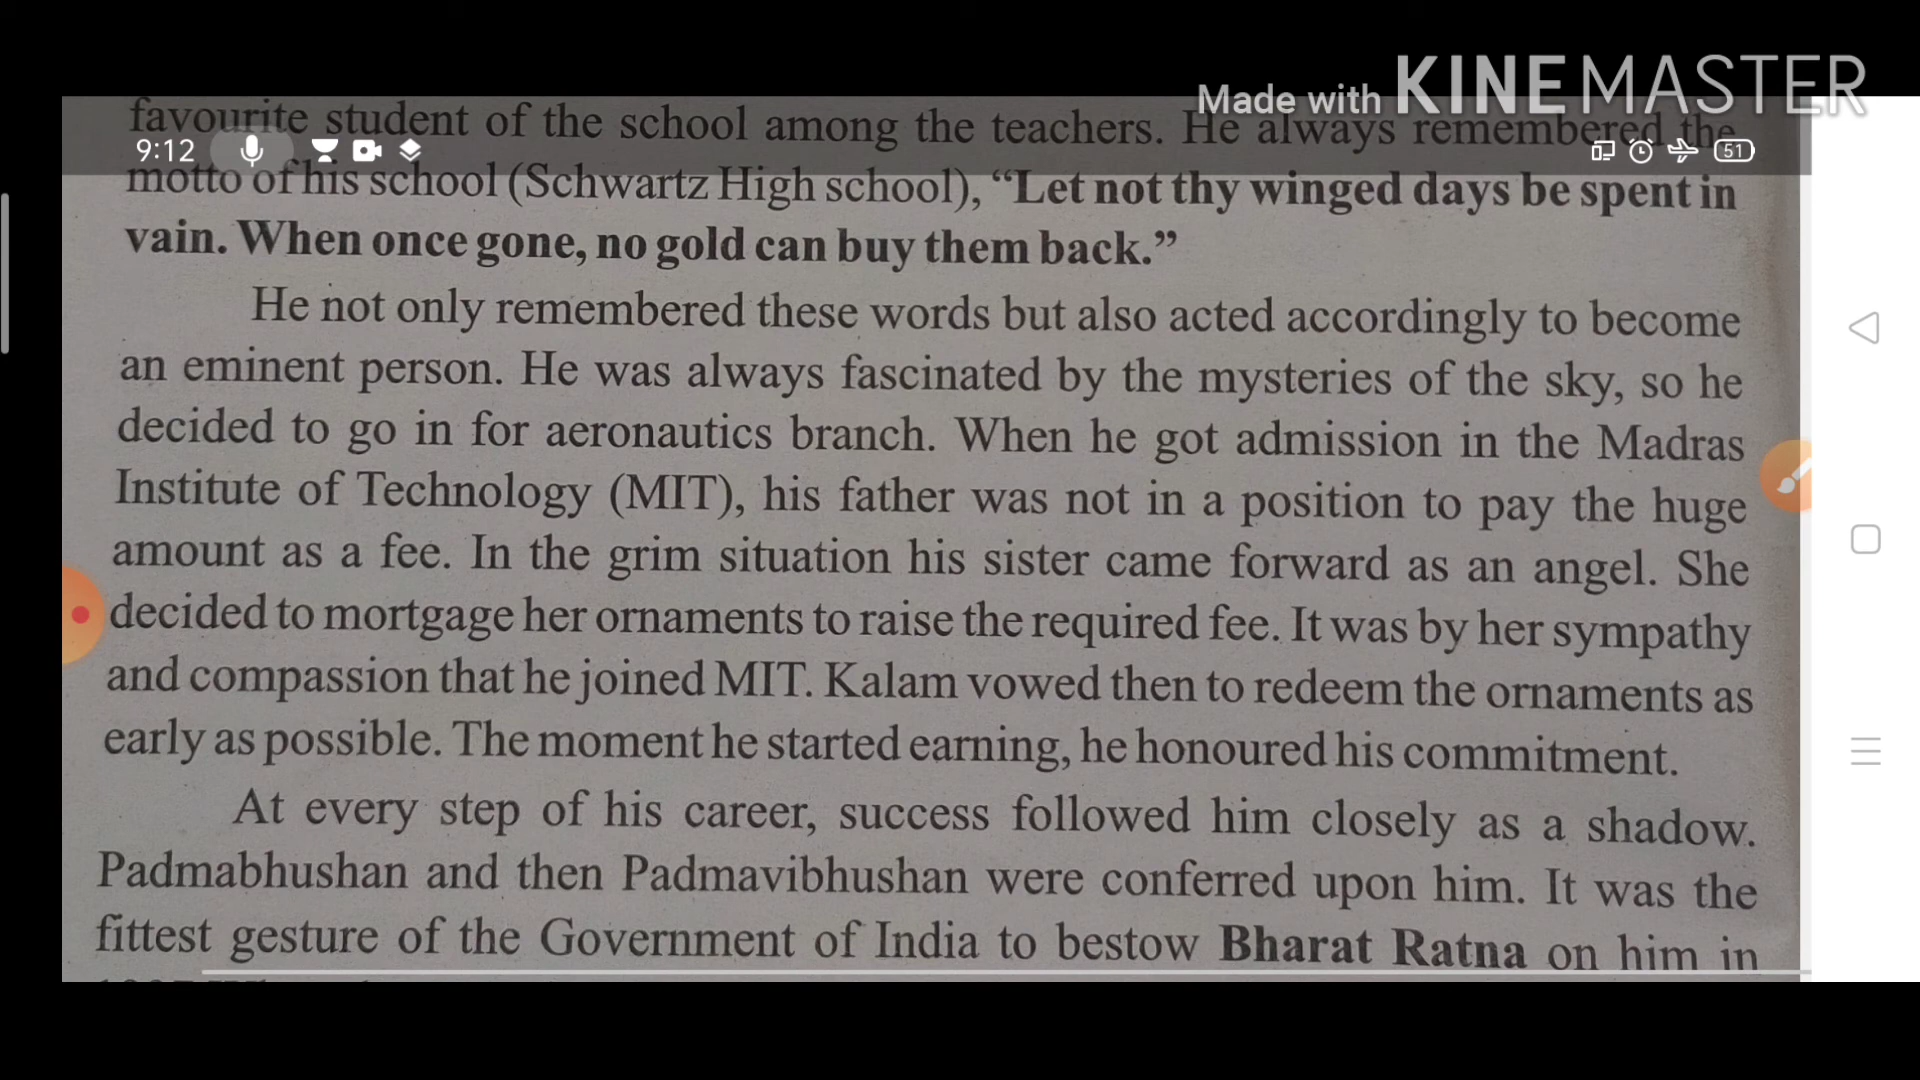 Made with KINEMASTER
favourite student of the school among the teachers. He always remembered the
9:12
51
motto of his school (Schwartz High school), “Let not thy winged days be spent in
vain. When once gone, no gold can buy them back.”
He not only remembered these words but also acted accordingly to become
an eminent person. He was always fascinated by the mysteries of the sky, so he
decided to go in for aeronautics branch. When he got admission in the Madras
Institute of Technology (MIT), his father was not in a position to pay the huge
amount as a fee. In the grim situation his sister came forward as an angel. She
decided to mortgage her ornaments to raise the required fee. It was by her sympathy
and compassion that he joined MIT. Kalam vowed then to redeem the ornaments as
early as possible. The moment he started earning, he honoured his commitment.
At every step of his career, success followed him closely as a shadow.
Padmabhushan and then Padmavibhushan were conferred upon him. It was the
fittest gesture of the Government of India to bestow Bharat Ratna on him in